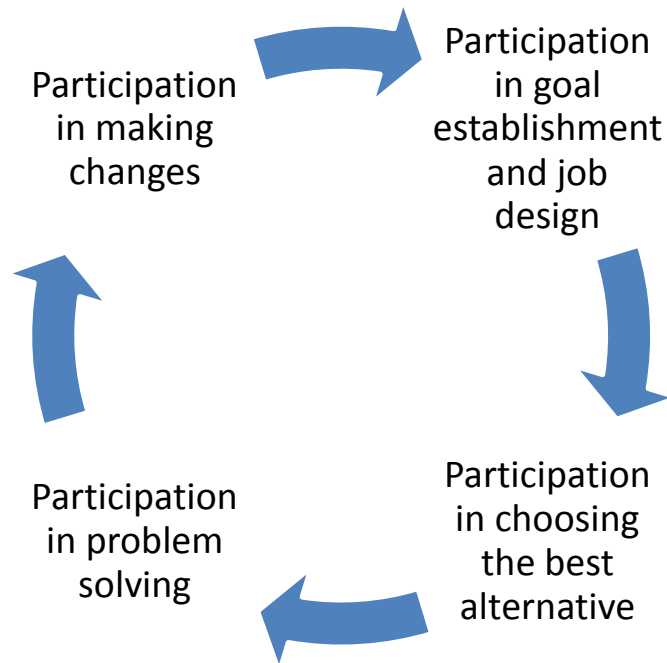 Participation
in making
changes
Participation
in goal
establishment
and job
design
Participation
in choosing
the best
alternative
Participation
in problem
solving